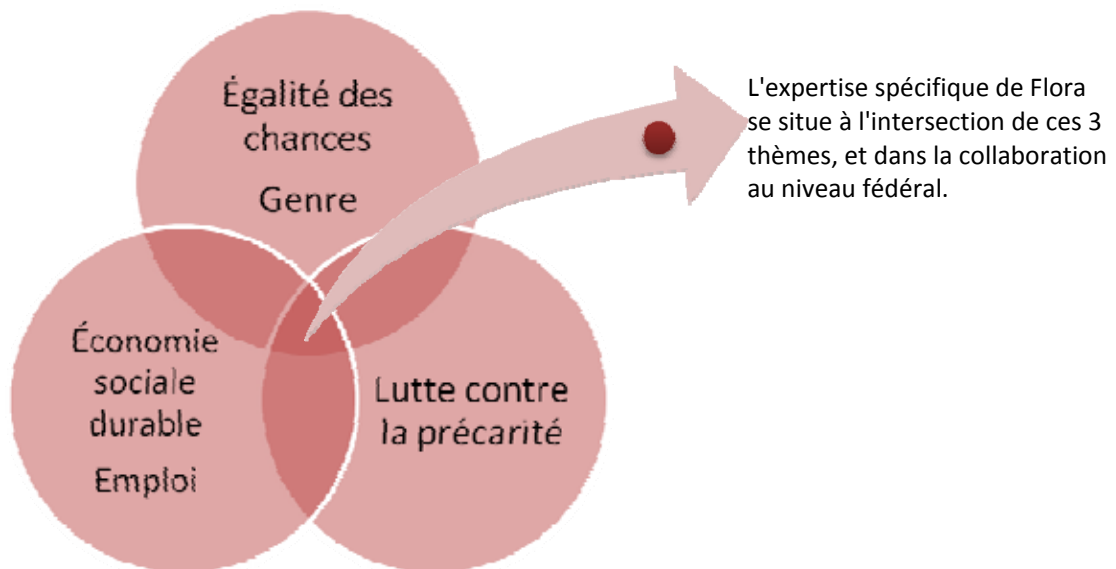 Égalité des
chances
Genre
Économie
sociale
durable
Emploi
Lutte contre
la précarité
L'expertise spécifique de Flora
se situe à l'intersection de ces 3
thèmes, et dans la collaboration
au niveau fédéral.